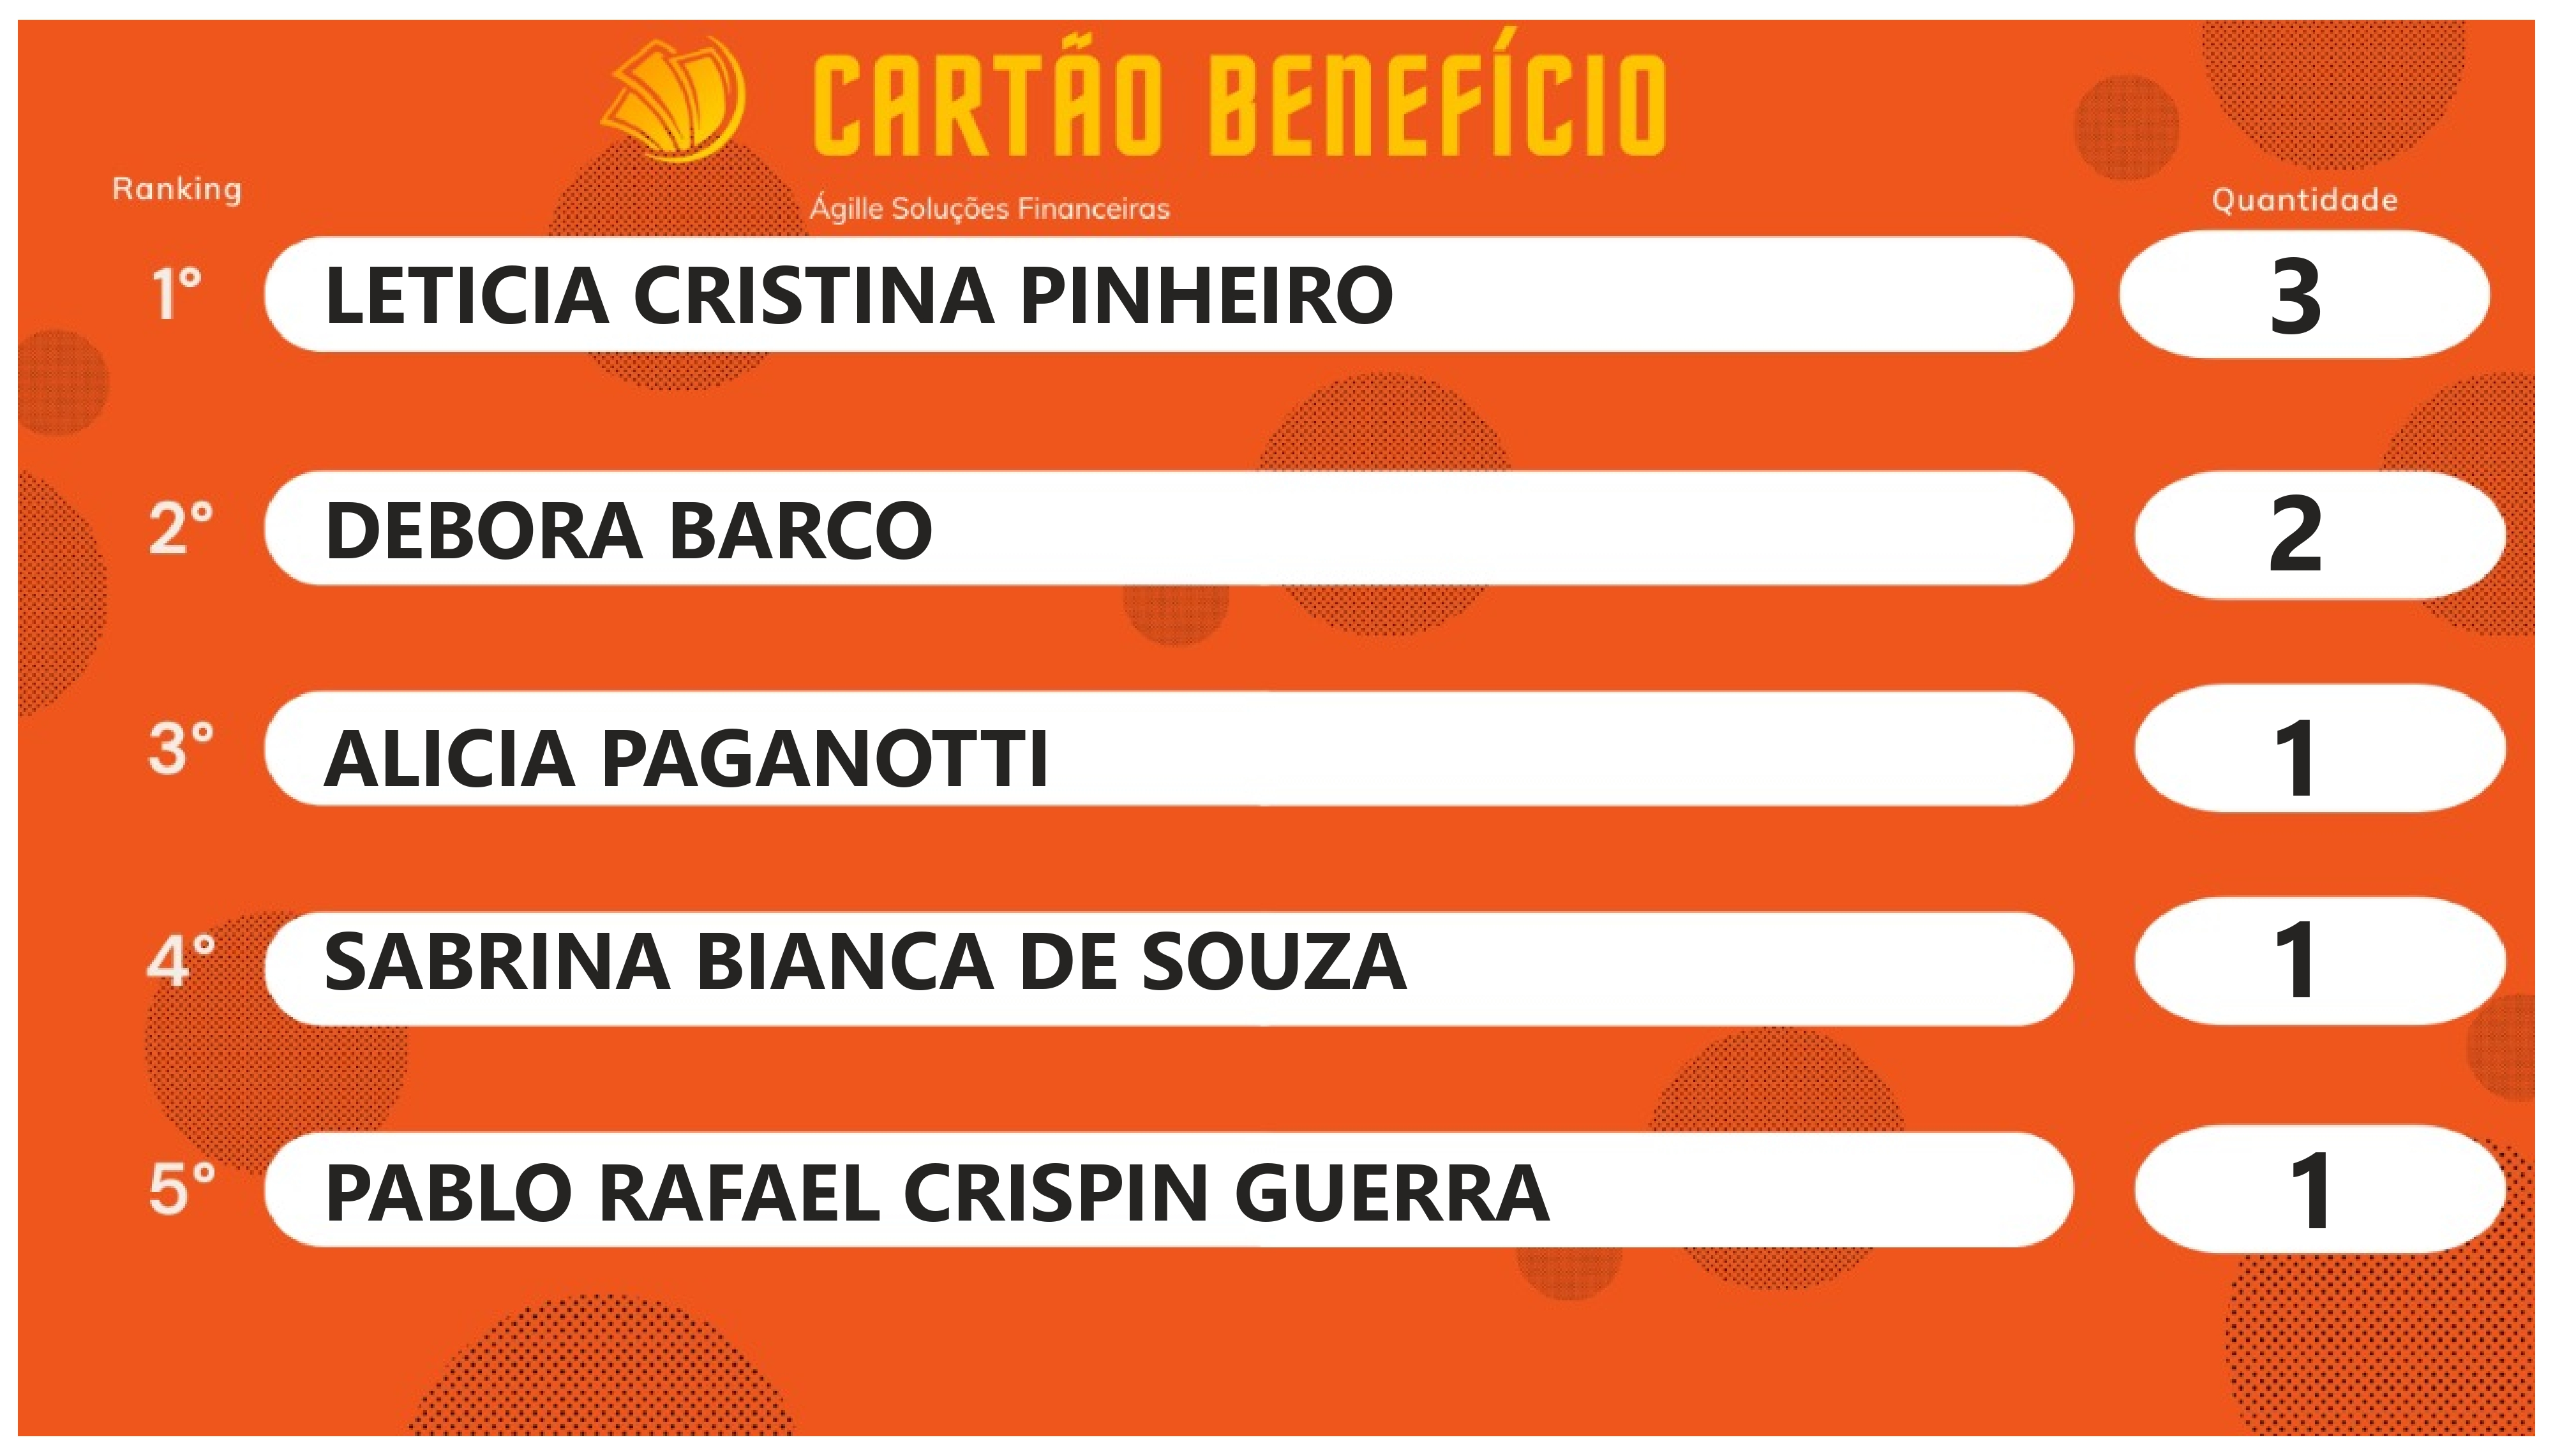 CARTÃO BENEFÍCIO
Ranking
Ágille Soluções Financeiras
Quantidade
1° LETICIA CRISTINA PINHEIRO 3
2° DEBORA BARCO 2
3° ALICIA PAGANOTTI 1
4° SABRINA BIANCA DE SOUZA 1
5° PABLO RAFAEL CRISPIN GUERRA 1